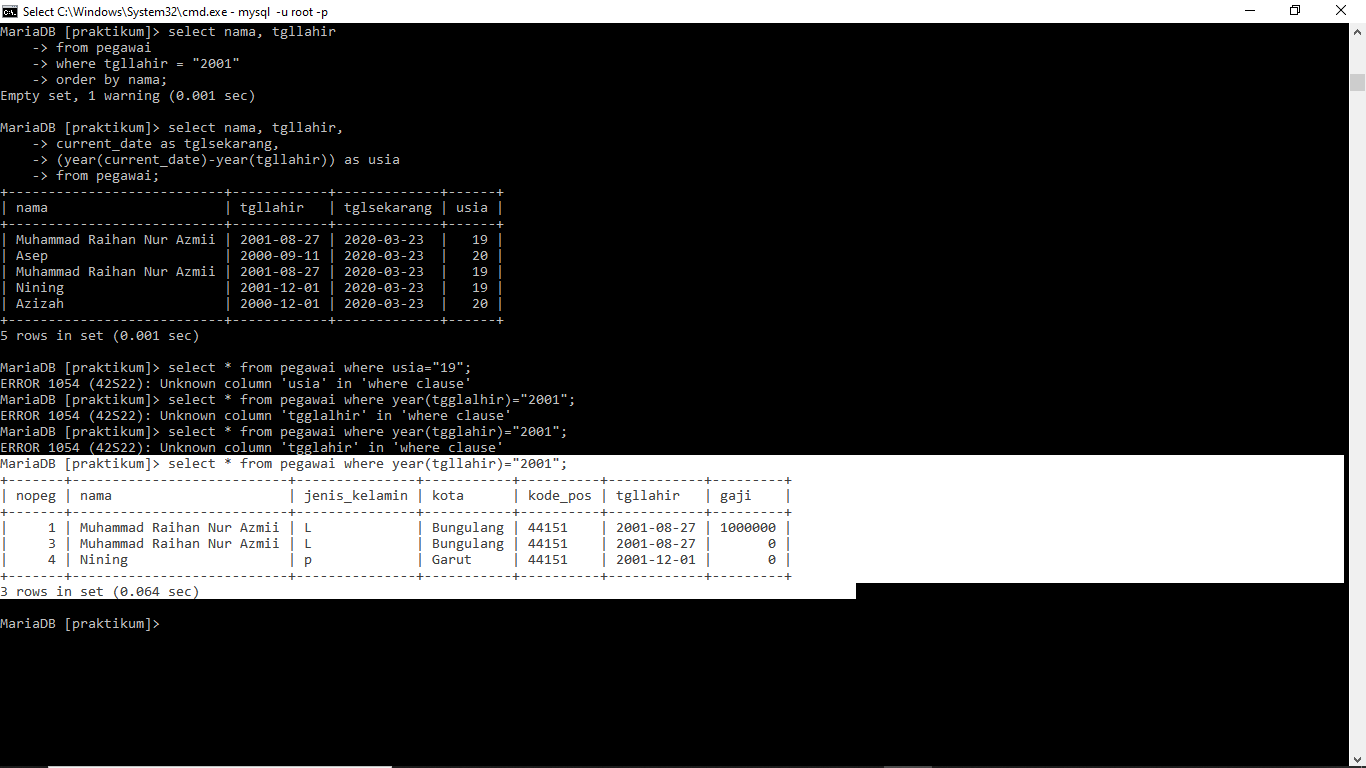 Select C:\Windows\System32\cmd.exe - mysql  -u root -p
MariaDB [praktikum]> select nama, tgllahir
    -> from pegawai
    -> where tgllahir = "2001"
    -> order by nama;
Empty set, 1 warning (0.001 sec)

MariaDB [praktikum]> select nama, tgllahir,
    -> current_date as tglsekarang,
    -> (year(current_date)-year(tgllahir)) as usia
    -> from pegawai;
+---------------------------+------------+-------------+------+
| nama                      | tgllahir   | tglsekarang | usia |
+---------------------------+------------+-------------+------+
| Muhammad Raihan Nur Azmii | 2001-08-27 | 2020-03-23  |   19 |
| Asep                      | 2000-09-11 | 2020-03-23  |   20 |
| Muhammad Raihan Nur Azmii | 2001-08-27 | 2020-03-23  |   19 |
| Nining                    | 2001-12-01 | 2020-03-23  |   19 |
| Azizah                    | 2000-12-01 | 2020-03-23  |   20 |
+---------------------------+------------+-------------+------+
5 rows in set (0.001 sec)

MariaDB [praktikum]> select * from pegawai where usia="19";
ERROR 1054 (42S22): Unknown column 'usia' in 'where clause'
MariaDB [praktikum]> select * from pegawai where year(tgglalhir)="2001";
ERROR 1054 (42S22): Unknown column 'tgglalhir' in 'where clause'
MariaDB [praktikum]> select * from pegawai where year(tgglahir)="2001";
ERROR 1054 (42S22): Unknown column 'tgglahir' in 'where clause'
MariaDB [praktikum]> select * from pegawai where year(tgllahir)="2001";
+-------+---------------------------+---------------+-----------+----------+------------+---------+
| nopeg | nama                      | jenis_kelamin | kota      | kode_pos | tgllahir   | gaji    |
+-------+---------------------------+---------------+-----------+----------+------------+---------+
|     1 | Muhammad Raihan Nur Azmii | L             | Bungulang | 44151    | 2001-08-27 | 1000000 |
|     3 | Muhammad Raihan Nur Azmii | L             | Bungulang | 44151    | 2001-08-27 |       0 |
|     4 | Nining                    | p             | Garut     | 44151    | 2001-12-01 |       0 |
+-------+---------------------------+---------------+-----------+----------+------------+---------+
3 rows in set (0.064 sec)

MariaDB [praktikum]>